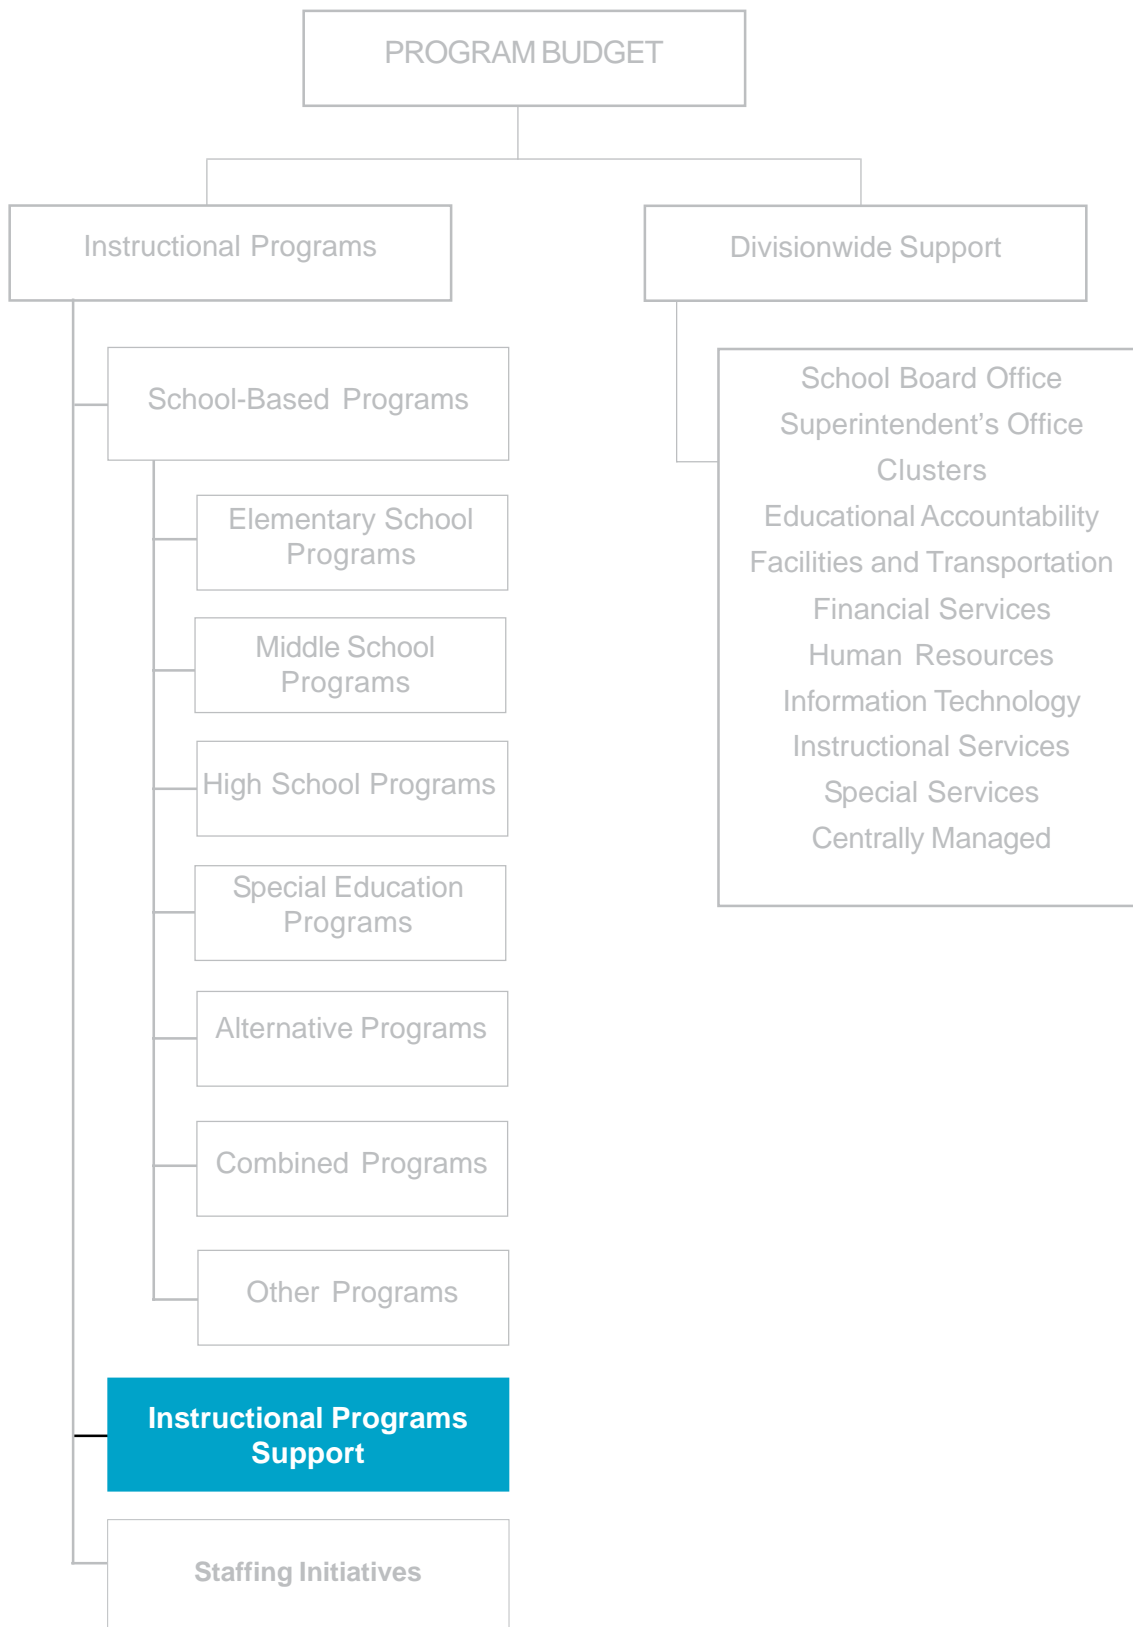 PROGRAM BUDGET
Instructional Programs
Divisionwide Support
School-Based Programs
Elementary School
Programs
Middle School
Programs
High School Programs
Special Education
Programs
Alternative Programs
Combined Programs
Other Programs
Instructional Programs
Support
Staffing Initiatives
School Board Office
Superintendent’s Office
Clusters
Educational Accountability
Facilities and Transportation
Financial Services
Human Resources
Information Technology
Instructional Services
Special Services
Centrally Managed